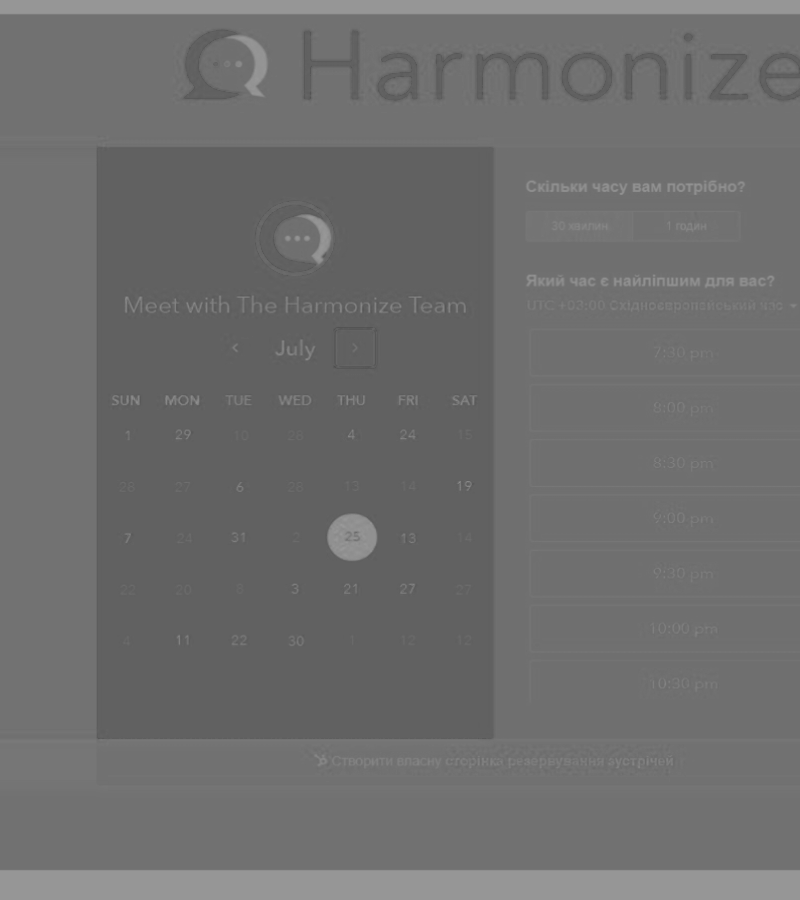 Harmonize
Meet with The Harmonize Team
July
SUN MON TUE WED THU FRI SAT
1 29 10 28 4 24 15
26 27 6 28 13 14 19
7 24 31 2 25 13 14
22 20 8 3 21 27 27
4 11 22 30 1 12 12
Скільки часу вам потрібно?
30 хвилин 1 годин
Який час є найліпшим для вас?
UTC +03:00 Східноєвропейський час
7:30 pm
8:00 pm
8:30 pm
9:00 pm
9:30 pm
10:00 pm
10:30 pm
Створити власну сторінка резервування зустрічей